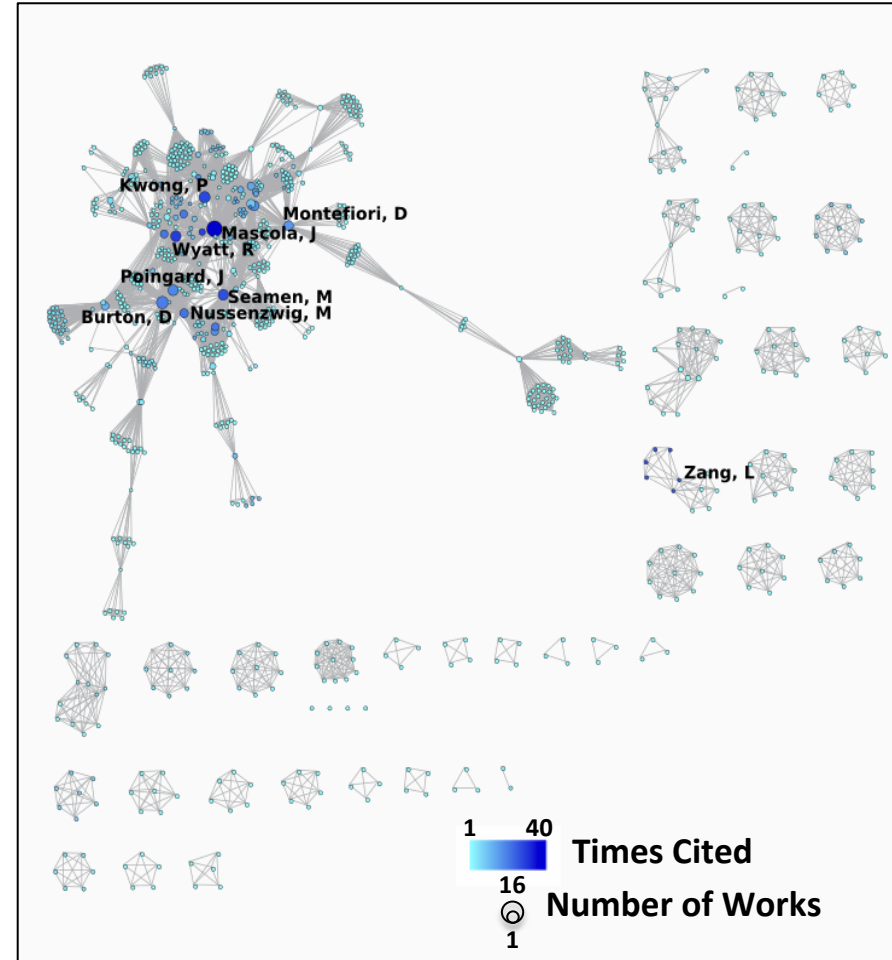 Kwong, P
Montefiori, D
Mascola, J
Wyatt, R
Poingard, J
Seamen, M
Burton, D
Nussenzwig, M
Zang, L
1 40
Times Cited
16
Number of Works
1